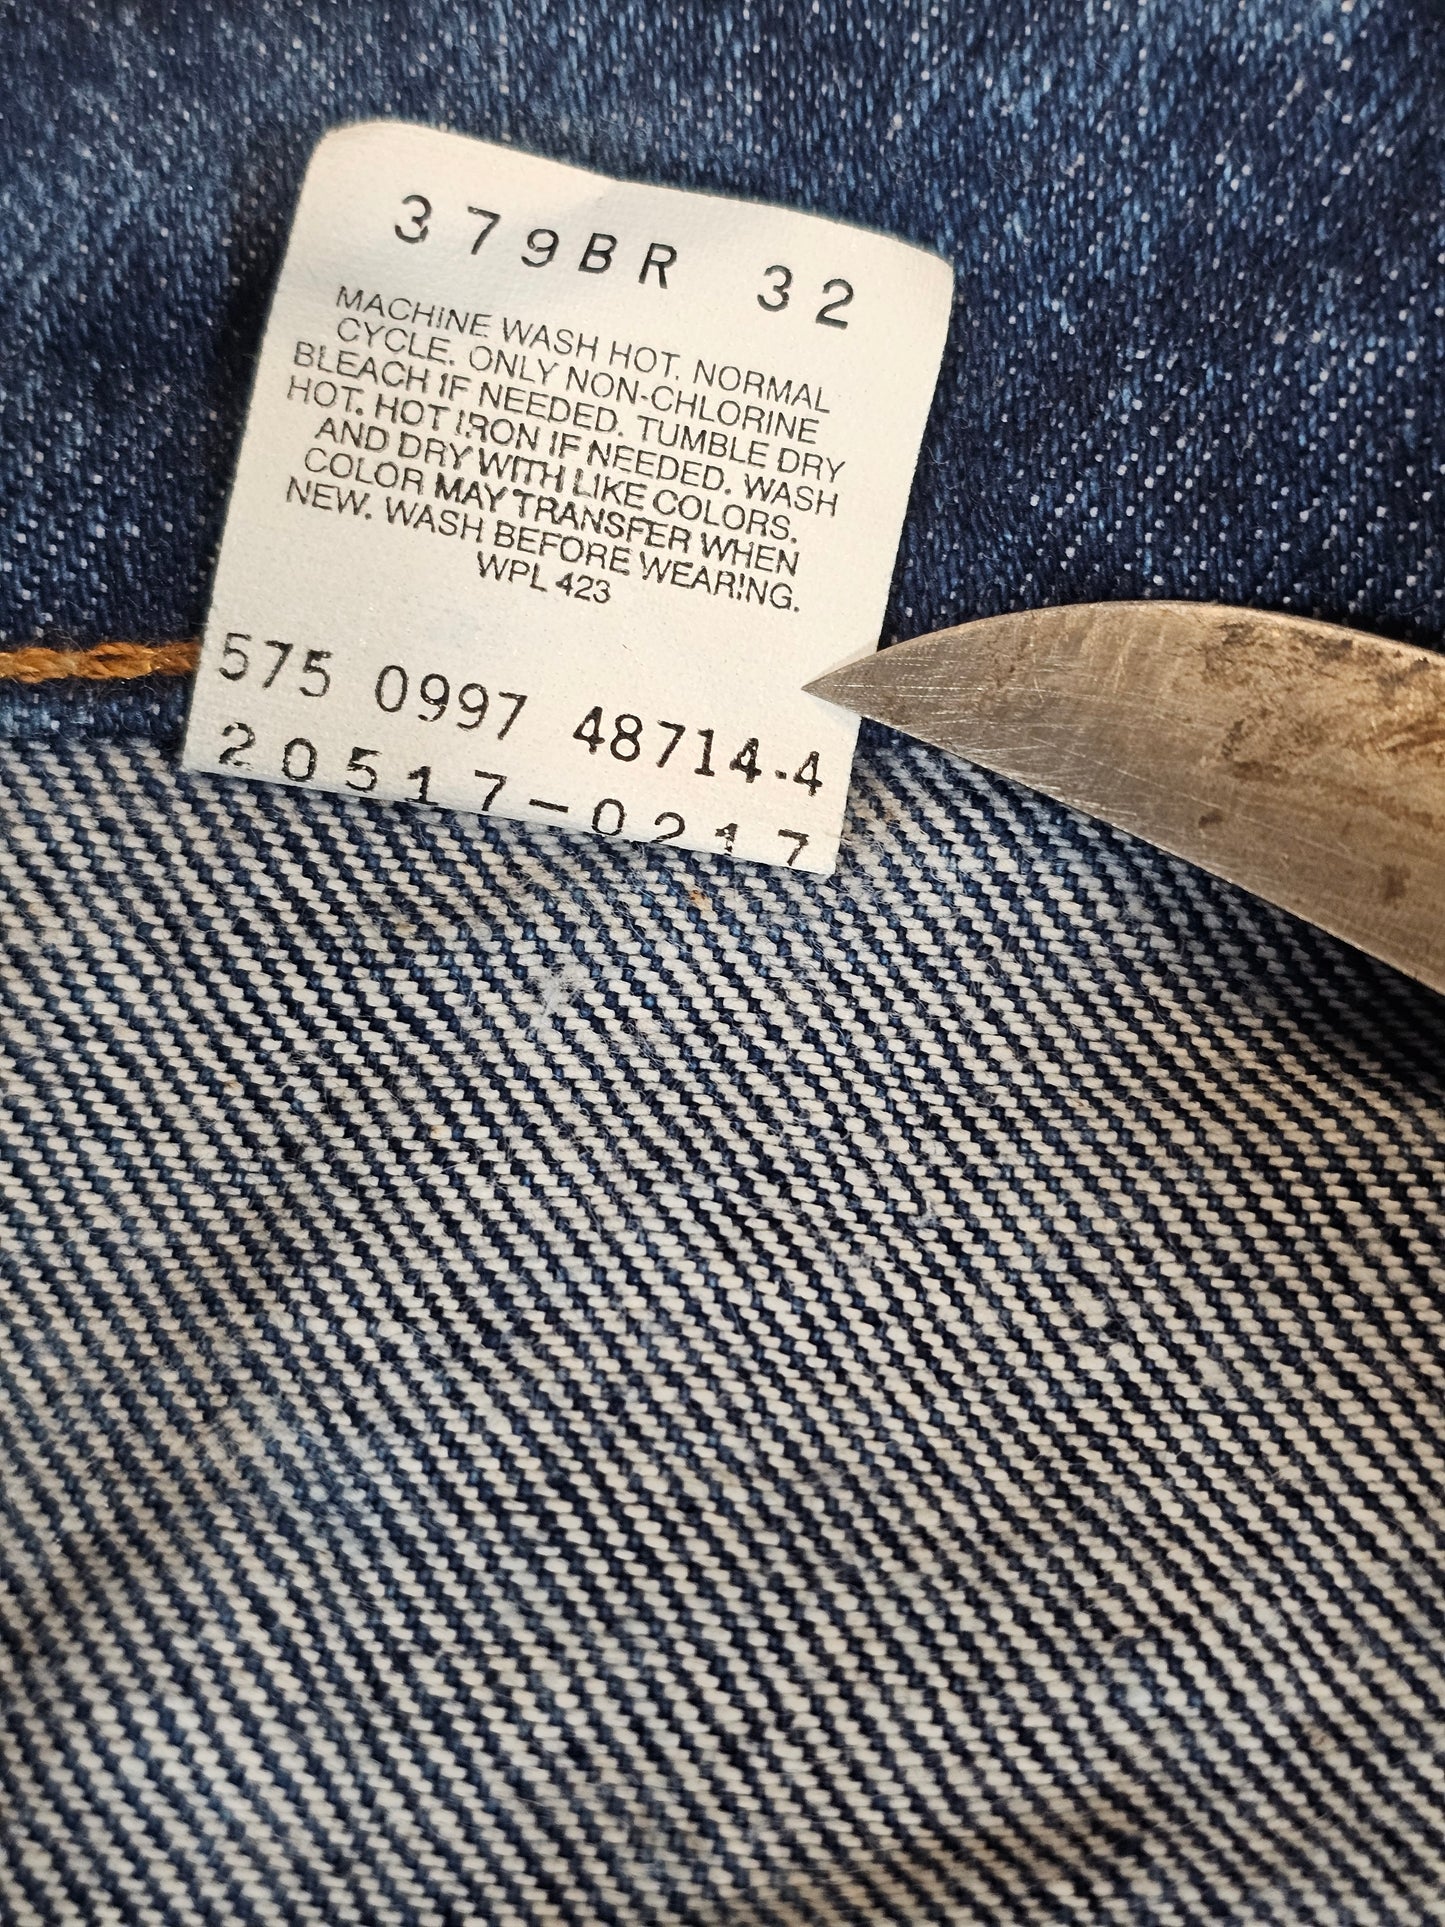 379BR 32
MACHINE WASH HOT. NORMAL
CYCLE. ONLY NON-CHLORINE
BLEACH IF NEEDED. TUMBLE DRY
HOT. HOT IRON IF NEEDED. WASH
AND DRY WITH LIKE COLORS.
COLOR MAY TRANSFER WHEN
NEW. WASH BEFORE WEARING.
WPL 423
575 0997 48714-4
20517-0217